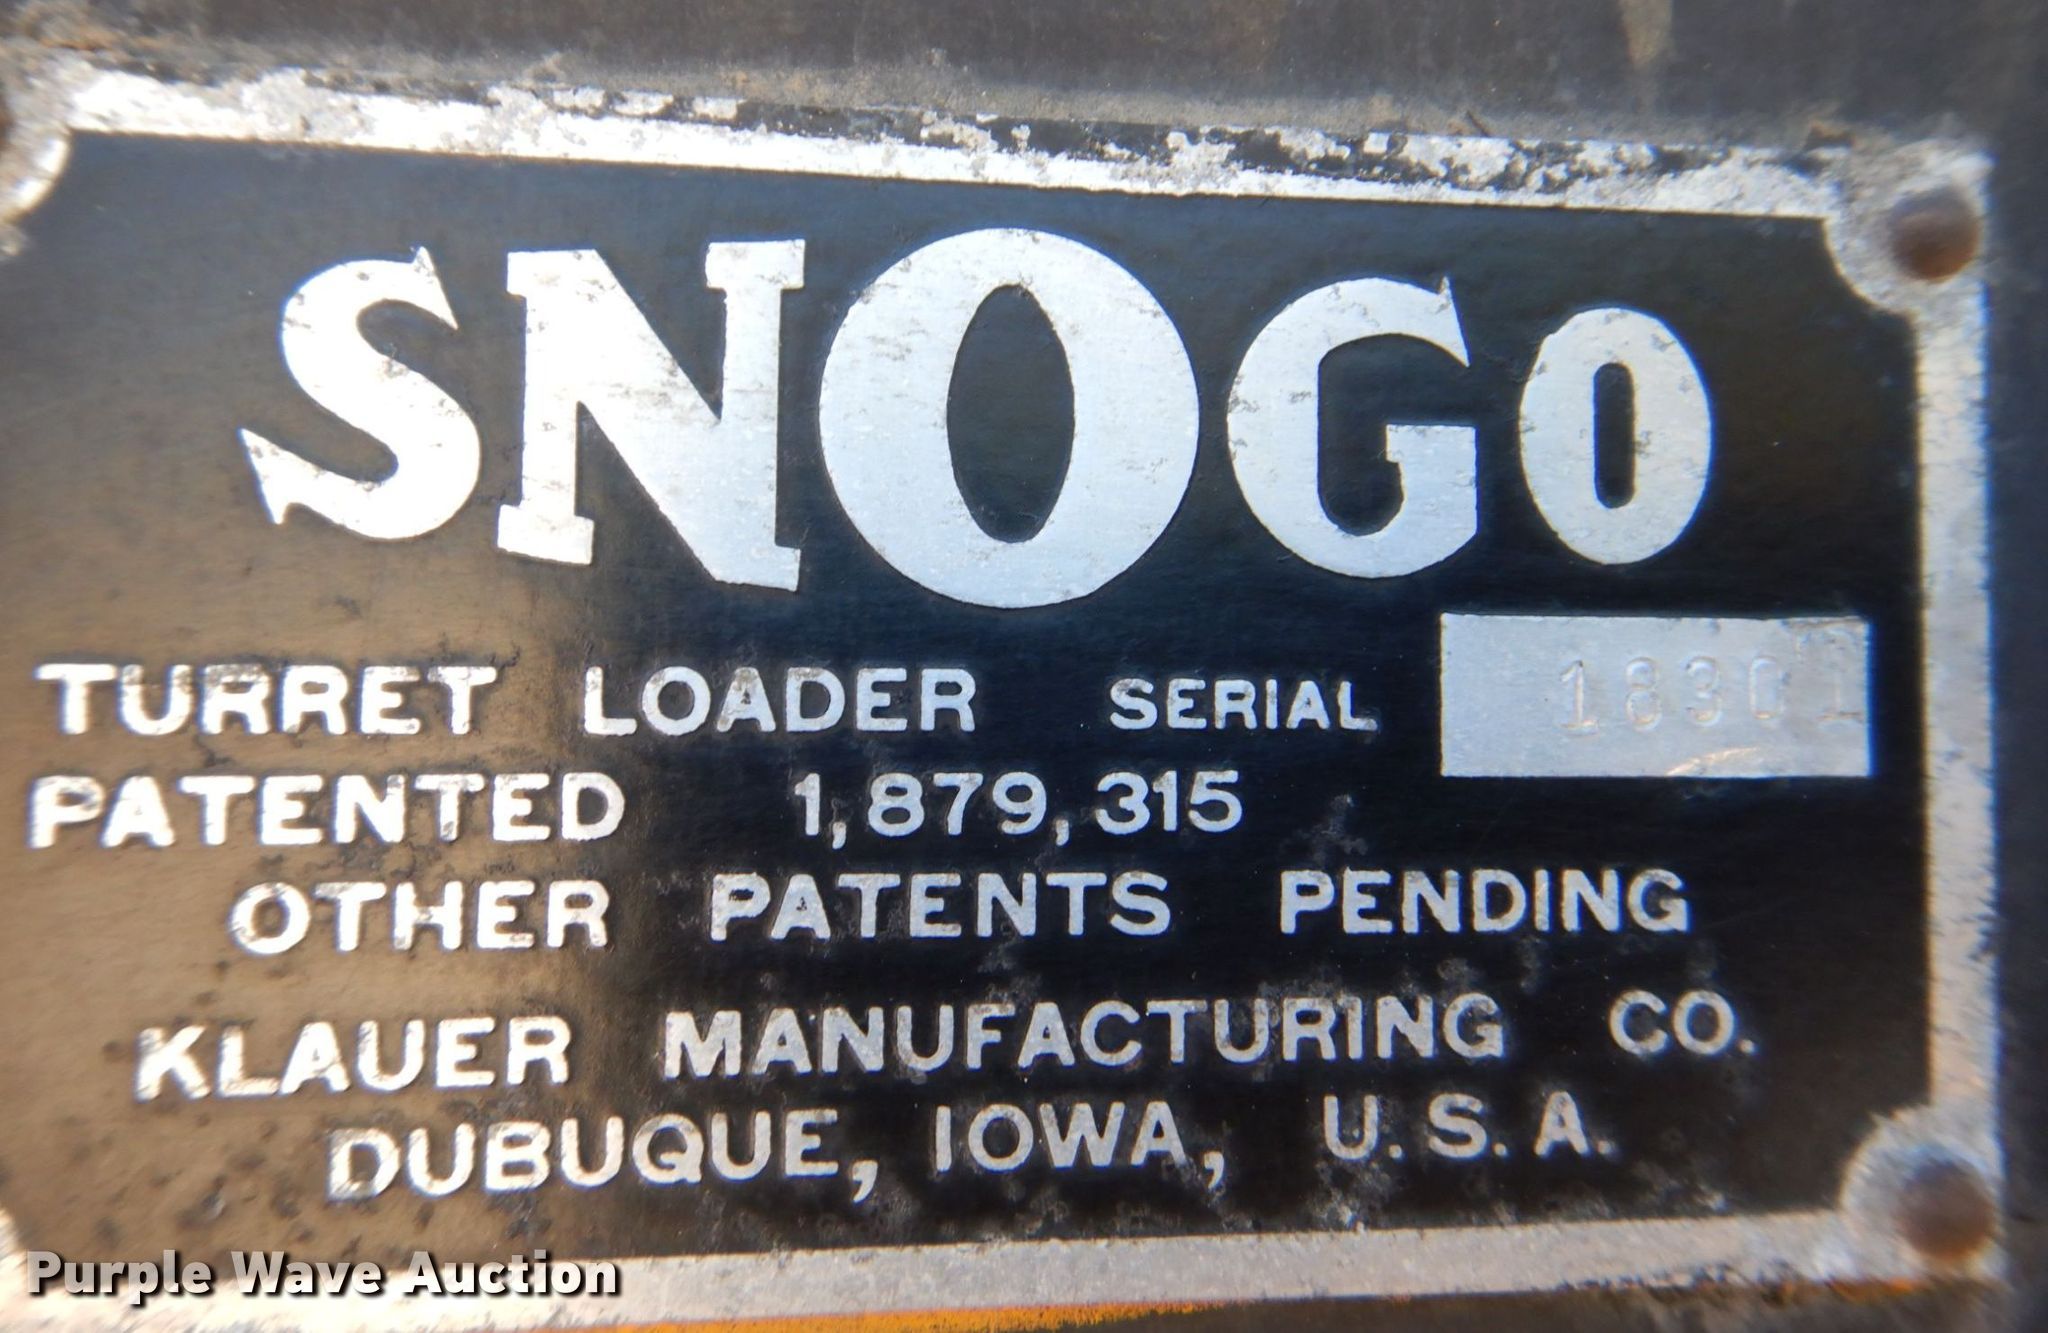 SNOGO
TURRET LOADER SERIAL 18301
PATENTED 1,879,315
OTHER PATENTS PENDING
KLAUER MANUFACTURING CO.
DUBUQUE, IOWA, U.S.A.
Purple Wave Auction